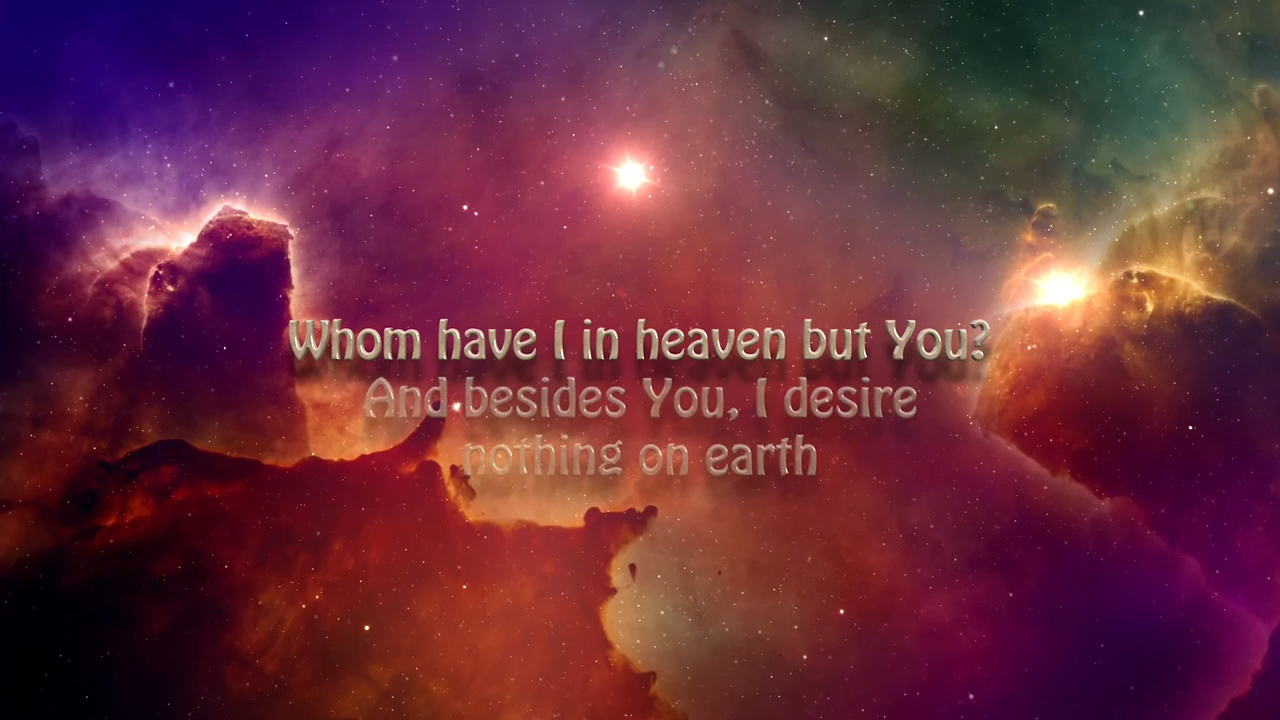 Whom have I in heaven but You?
And besides You, I desire
nothing on earth